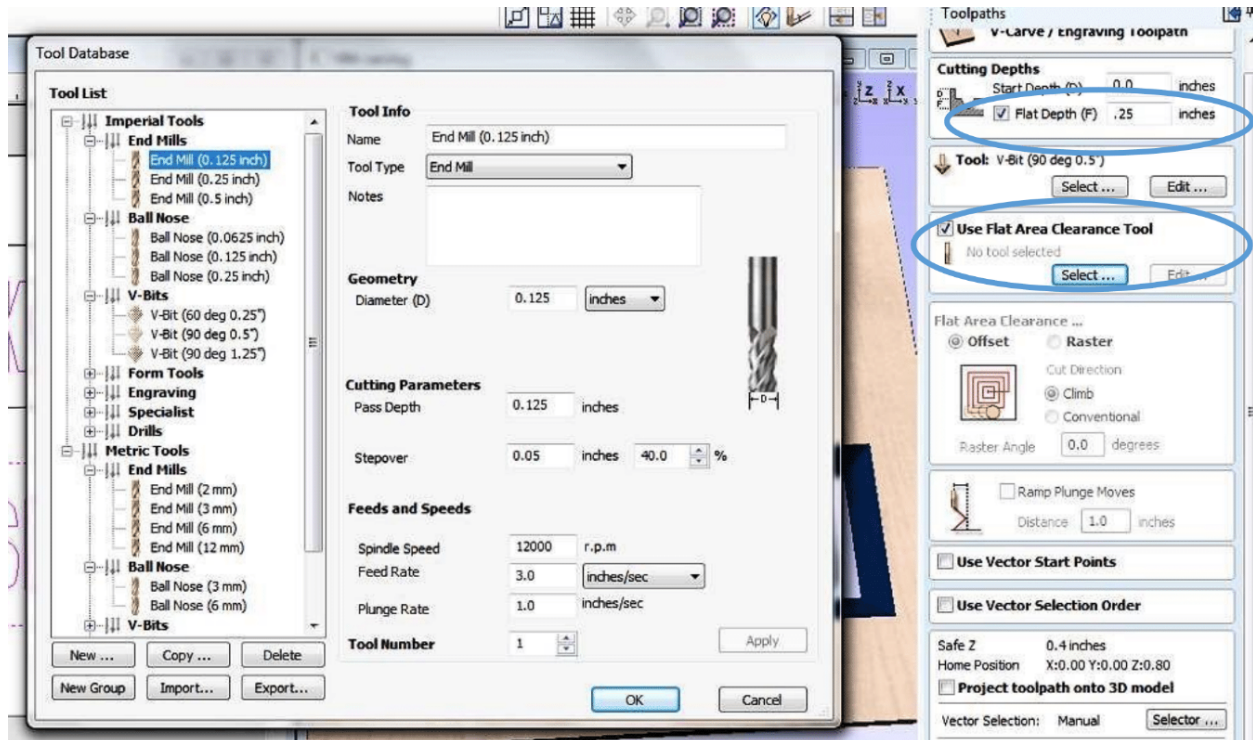 Tool Database
Tool List
Imperial Tools
End Mills
End Mill (0.125 inch)
End Mill (0.25 inch)
End Mill (0.5 inch)
Ball Nose
Ball Nose (0.0625 inch)
Ball Nose (0.125 inch)
Ball Nose (0.25 inch)
V-Bits
V-Bit (60 deg 0.25")
V-Bit (90 deg 0.5")
V-Bit (90 deg 1.25")
Form Tools
Engraving
Specialist
Drills
Metric Tools
End Mills
End Mill (2 mm)
End Mill (3 mm)
End Mill (6 mm)
End Mill (12 mm)
Ball Nose
Ball Nose (3 mm)
Ball Nose (6 mm)
V-Bits
New ... Copy ... Delete
New Group Import... Export...
Tool Info
Name End Mill (0.125 inch)
Tool Type End Mill
Notes
Geometry
Diameter (D) 0.125 inches
D
Cutting Parameters
Pass Depth 0.125 inches
Stepover 0.05 inches 40.0 %
Feeds and Speeds
Spindle Speed 12000 r.p.m
Feed Rate 3.0 inches/sec
Plunge Rate 1.0 inches/sec
Tool Number 1 Apply
OK Cancel
Z X
Toolpaths
V-Carve / Engraving Toolpath
Cutting Depths
Start Depth (D) 0.0 inches
Flat Depth (F) .25 inches
Tool: V-Bit (90 deg 0.5")
Select ... Edit ...
Use Flat Area Clearance Tool
No tool selected
Select ... Edit ...
Flat Area Clearance ...
Offset Raster
Cut Direction
Climb
Conventional
Raster Angle 0.0 degrees
Ramp Plunge Moves
Distance 1.0 inches
Use Vector Start Points
Use Vector Selection Order
Safe Z 0.4 inches
Home Position X:0.00 Y:0.00 Z:0.80
Project toolpath onto 3D model
Vector Selection: Manual Selector ...